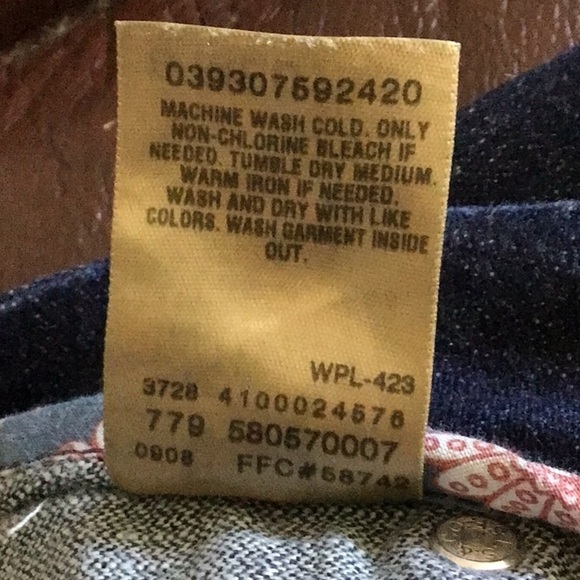 039307592420
MACHINE WASH COLD. ONLY
NON-CHLORINE BLEACH IF
NEEDED. TUMBLE DRY MEDIUM.
WARM IRON IF NEEDED.
WASH AND DRY WITH LIKE
COLORS. WASH GARMENT INSIDE
OUT.
WPL-423
3728 4100024576
779 580570007
0908 FFC#58742